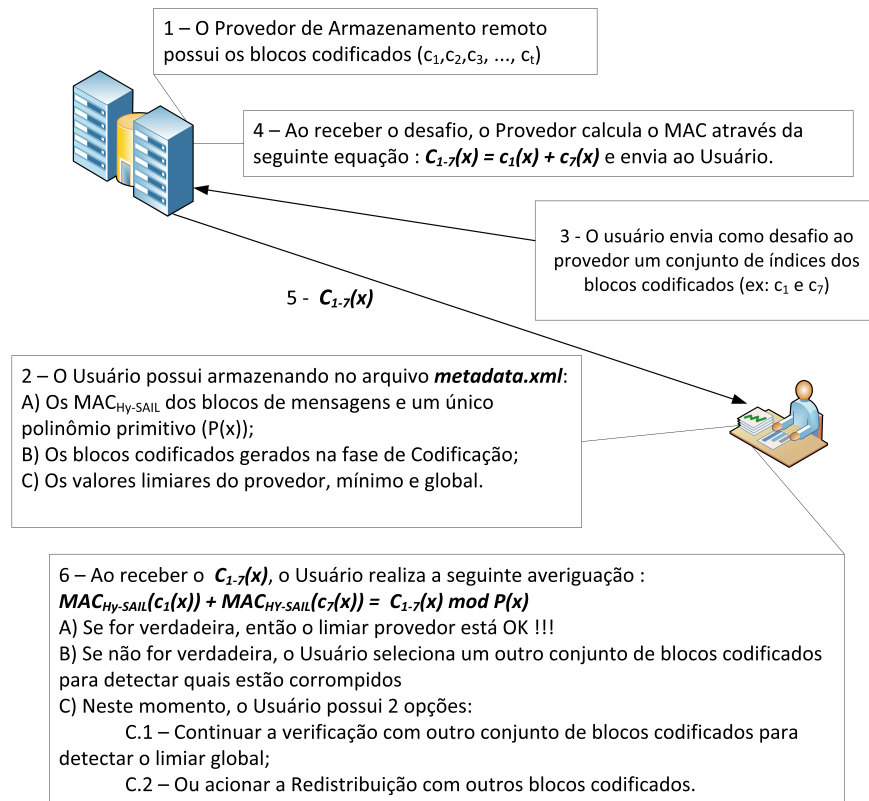 1 – O Provedor de Armazenamento remoto
possui os blocos codificados (c₁,c₂,c₃, ..., cₜ)
4 – Ao receber o desafio, o Provedor calcula o MAC através da
seguinte equação : C₁₋₇(x) = c₁(x) + c₇(x) e envia ao Usuário.
3 - O usuário envia como desafio ao
provedor um conjunto de índices dos
blocos codificados (ex: c₁ e c₇)
5 - C₁₋₇(x)
2 – O Usuário possui armazenando no arquivo metadata.xml:
A) Os MAC_Hy-SAIL dos blocos de mensagens e um único
polinômio primitivo (P(x));
B) Os blocos codificados gerados na fase de Codificação;
C) Os valores limiares do provedor, mínimo e global.
6 – Ao receber o C₁₋₇(x), o Usuário realiza a seguinte averiguação :
MAC_Hy-SAIL(c₁(x)) + MAC_HY-SAIL(c₇(x)) = C₁₋₇(x) mod P(x)
A) Se for verdadeira, então o limiar provedor está OK !!!
B) Se não for verdadeira, o Usuário seleciona um outro conjunto de blocos codificados
para detectar quais estão corrompidos
C) Neste momento, o Usuário possui 2 opções:
C.1 – Continuar a verificação com outro conjunto de blocos codificados para
detectar o limiar global;
C.2 – Ou acionar a Redistribuição com outros blocos codificados.